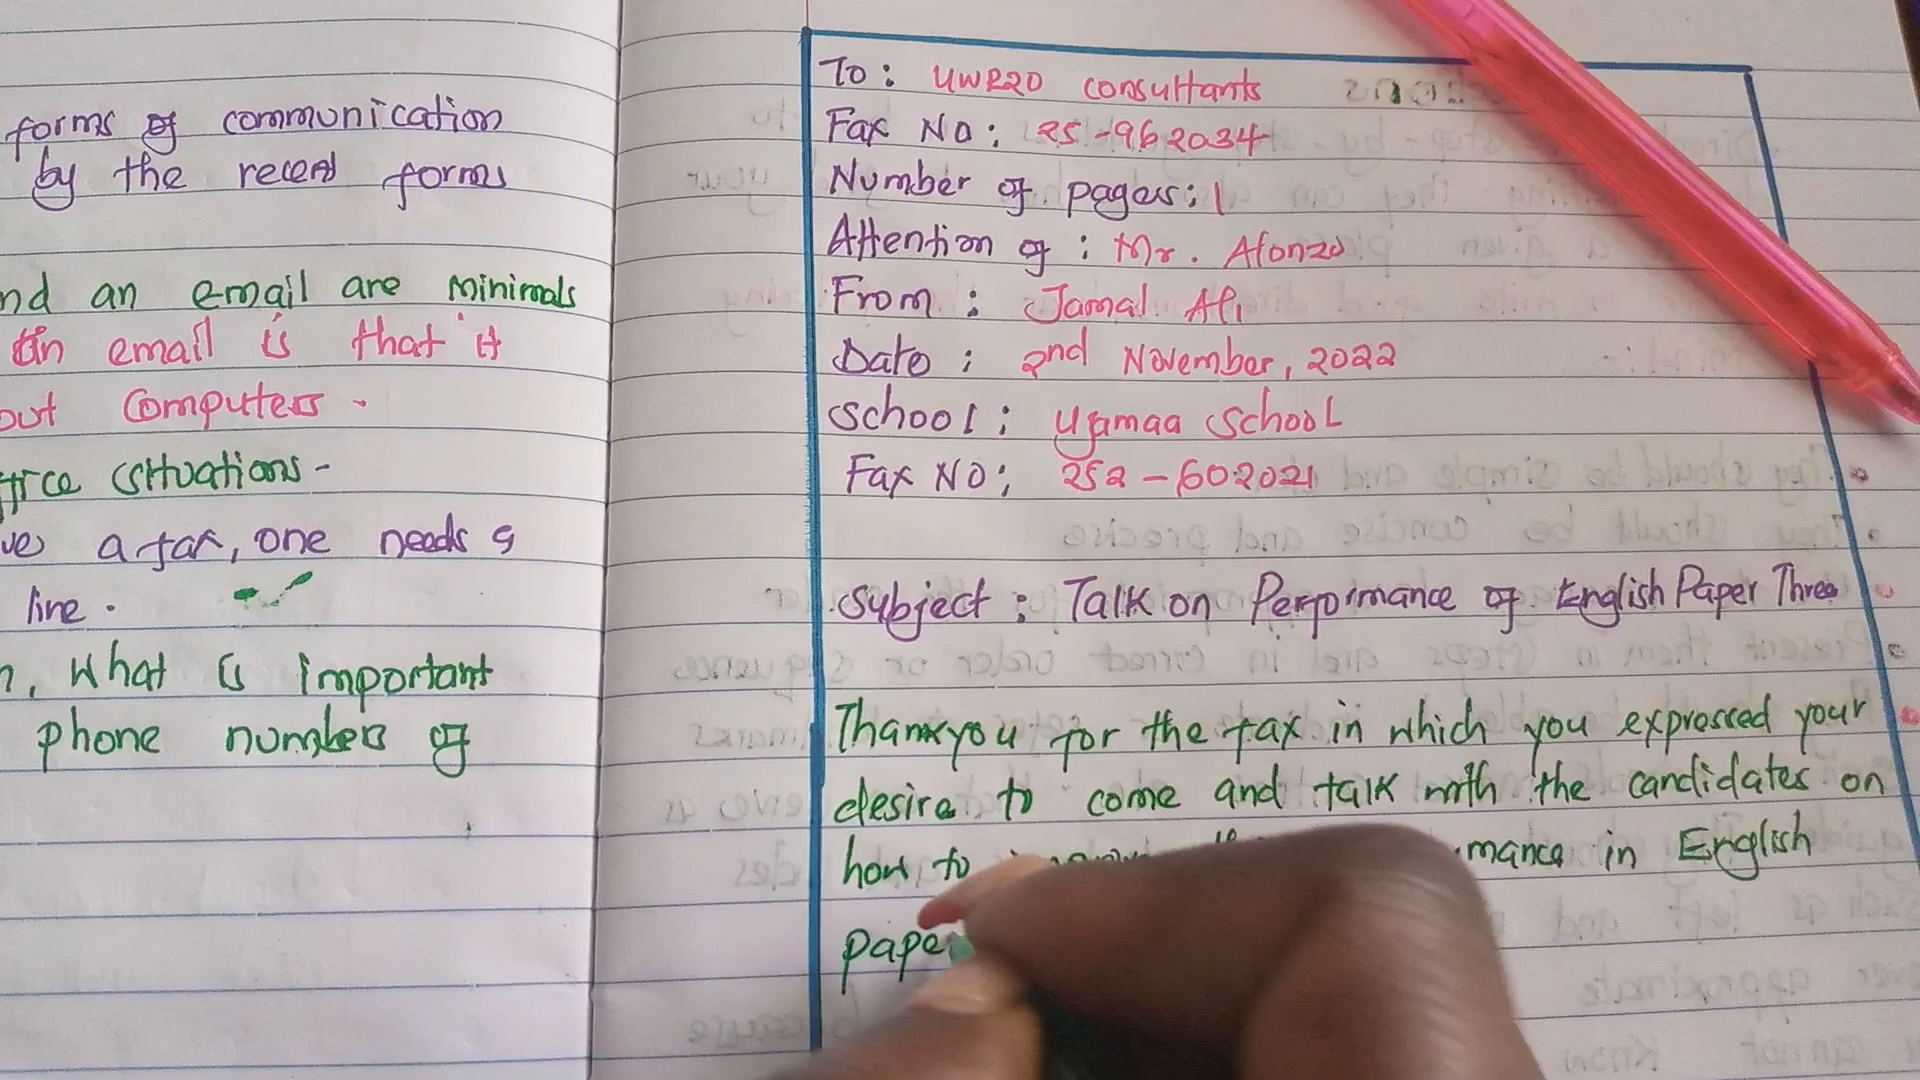 forms of communication
by the recent forms
nd an email are minimals
an email is that it
out computers.
ffice situations-
ve a fax, one needs a
line.
n, What is important
phone numbers of
To: UWEZO consultants
Fax NO: 25-962034
Number of pages: 1
Attention of: Mr. Afonzo
From: Jamal Ali
Date: 2nd November, 2022
School: Ujamaa School
Fax NO: 252-602021
Subject: Talk on Performance of English Paper Three
Thankyou for the fax in which you expressed your
desire to come and talk with the candidates on
how to mance in English
pape